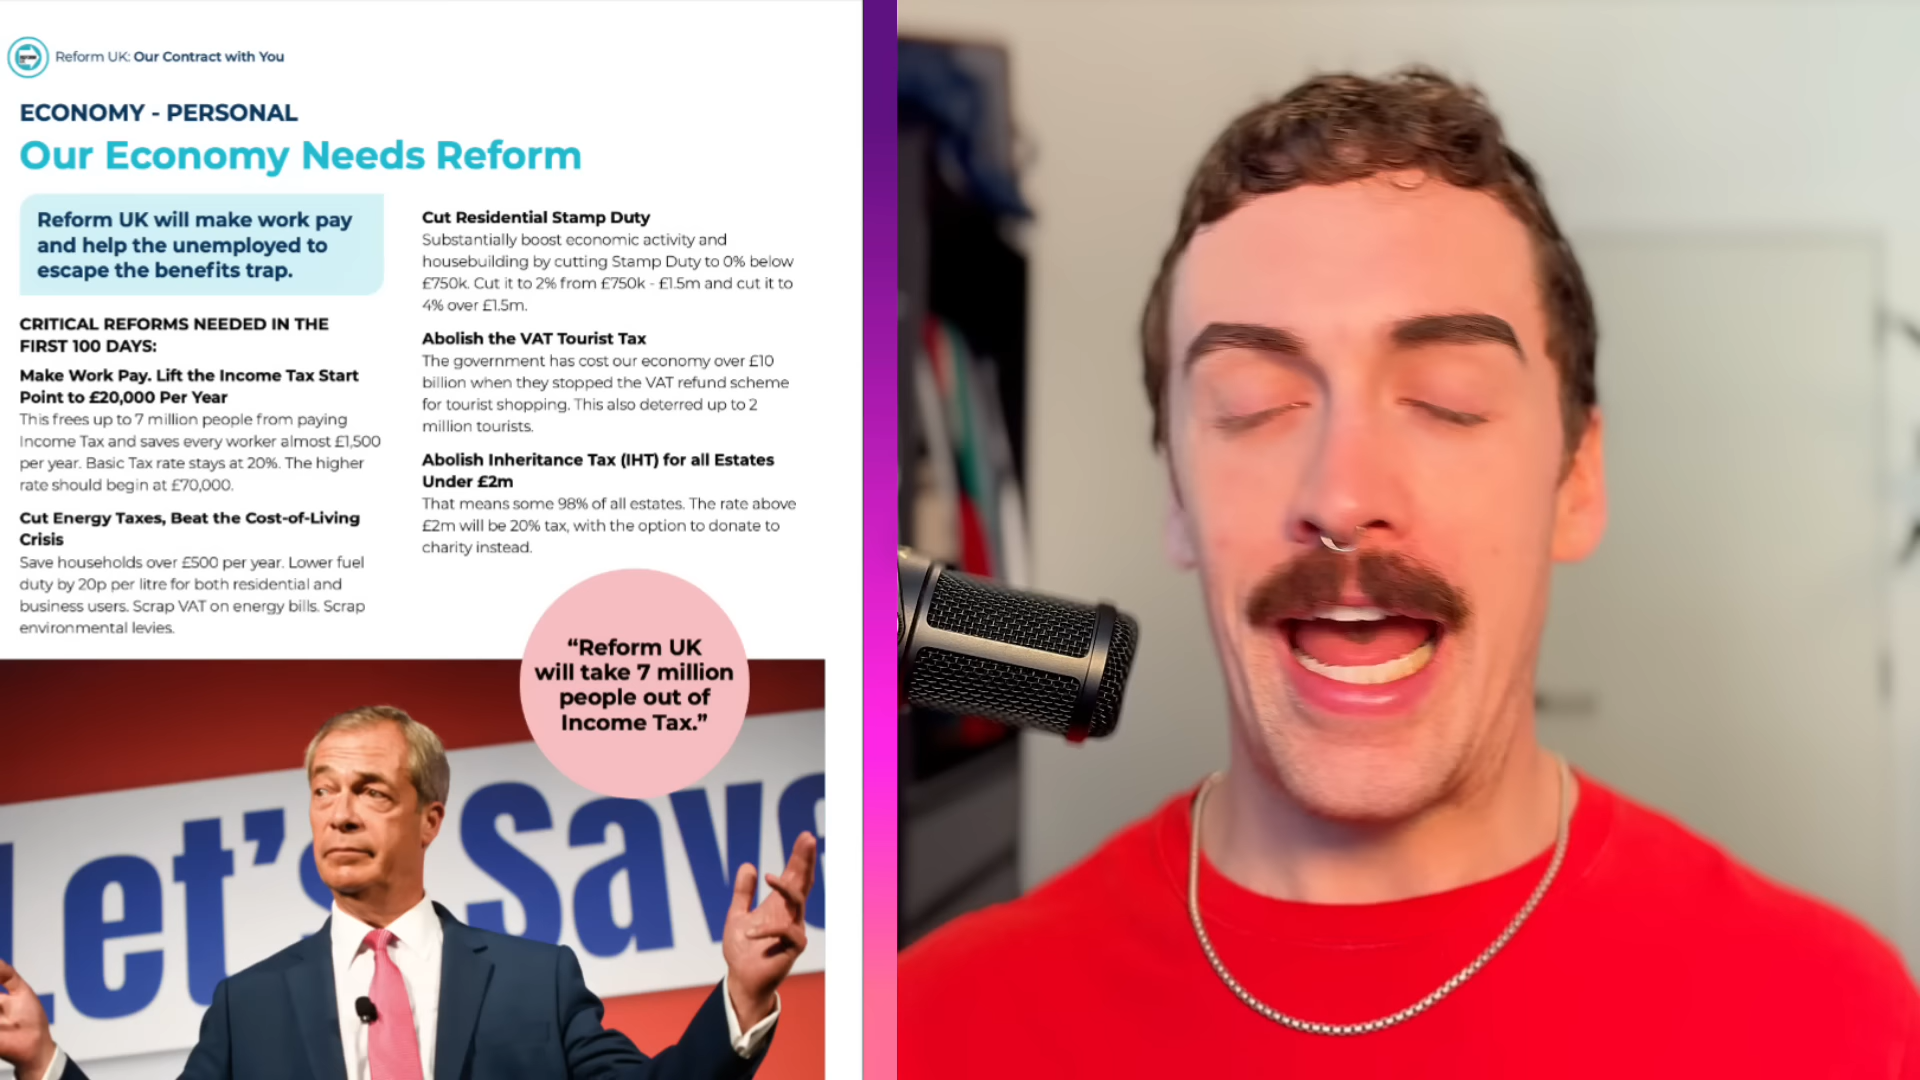 Reform UK: Our Contract with You
ECONOMY - PERSONAL
Our Economy Needs Reform
Reform UK will make work pay
and help the unemployed to
escape the benefits trap.
CRITICAL REFORMS NEEDED IN THE
FIRST 100 DAYS:
Make Work Pay. Lift the Income Tax Start
Point to £20,000 Per Year
This frees up to 7 million people from paying
Income Tax and saves every worker almost £1,500
per year. Basic Tax rate stays at 20%. The higher
rate should begin at £70,000.
Cut Energy Taxes, Beat the Cost-of-Living
Crisis
Save households over £500 per year. Lower fuel
duty by 20p per litre for both residential and
business users. Scrap VAT on energy bills. Scrap
environmental levies.
Cut Residential Stamp Duty
Substantially boost economic activity and
housebuilding by cutting Stamp Duty to 0% below
£750k. Cut it to 2% from £750k - £1.5m and cut it to
4% over £1.5m.
Abolish the VAT Tourist Tax
The government has cost our economy over £10
billion when they stopped the VAT refund scheme
for tourist shopping. This also deterred up to 2
million tourists.
Abolish Inheritance Tax (IHT) for all Estates
Under £2m
That means some 98% of all estates. The rate above
£2m will be 20% tax, with the option to donate to
charity instead.
“Reform UK
will take 7 million
people out of
Income Tax.”
Let's Save